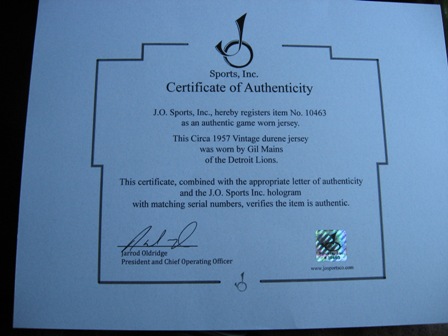 Sports, Inc.
Certificate of Authenticity
J.O. Sports, Inc., hereby registers item No. 10463
as an authentic game worn jersey.
This Circa 1957 Vintage durene jersey
was worn by Gil Mains
of the Detroit Lions.
This certificate, combined with the appropriate letter of authenticity
and the J.O. Sports Inc. hologram
with matching serial numbers, verifies the item is authentic.
Jarrod Oldridge
President and Chief Operating Officer